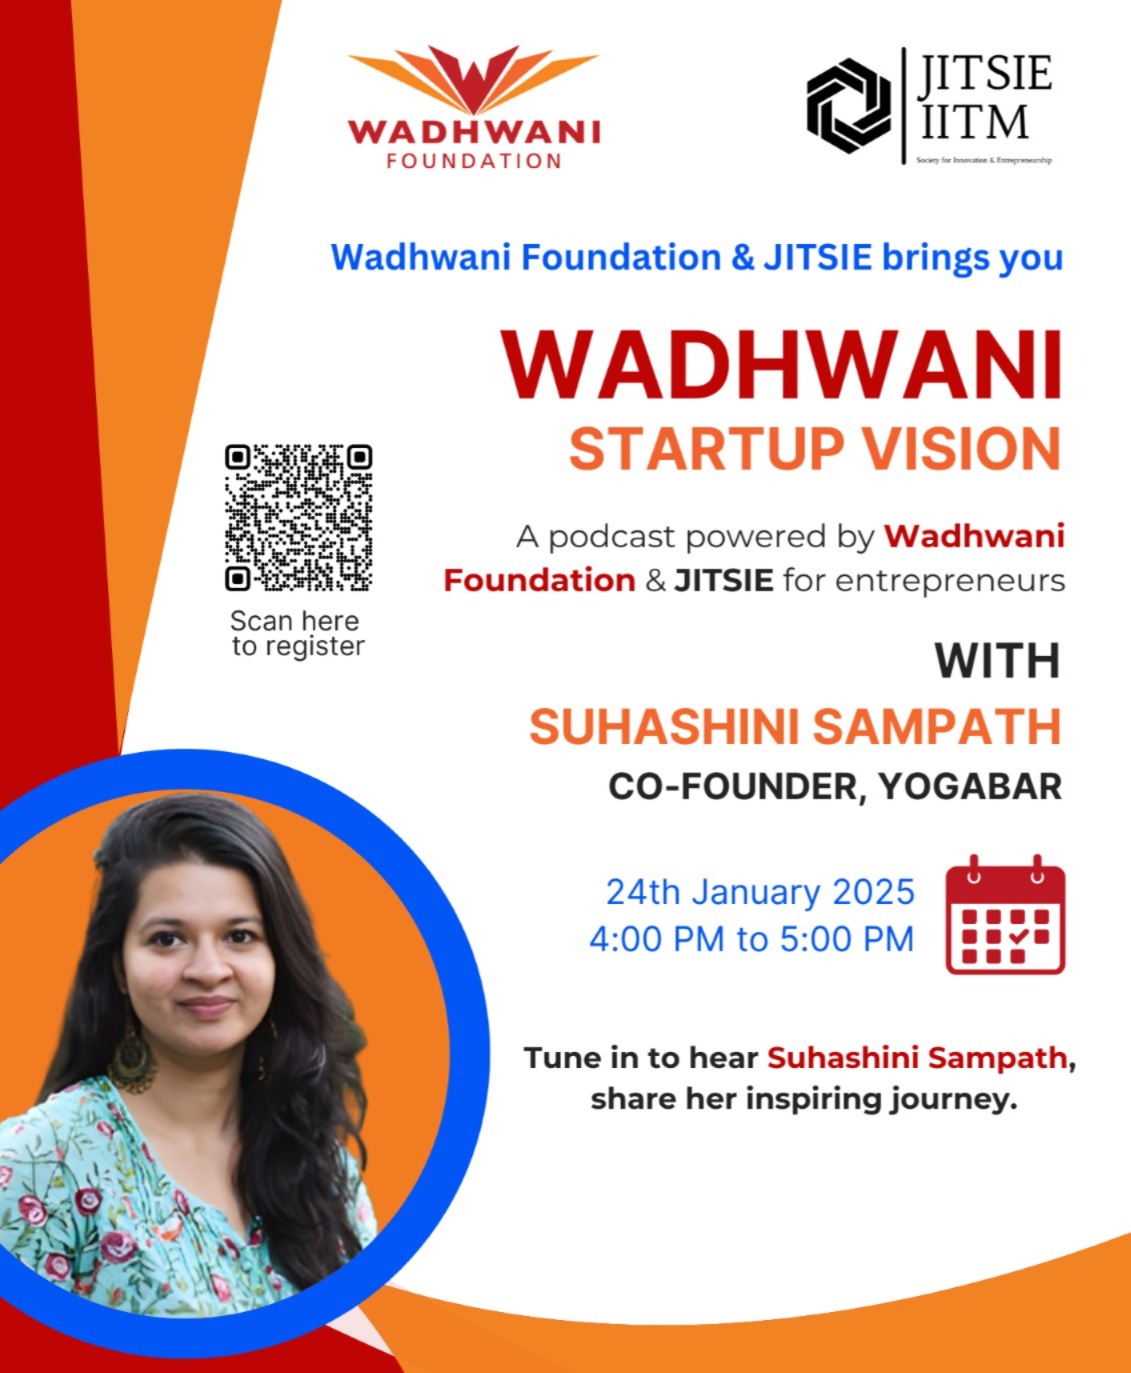 WADHWANI
FOUNDATION
JITSIE
IITM
Society for Innovation & Entrepreneurship
Wadhwani Foundation & JITSIE brings you
WADHWANI
STARTUP VISION
A podcast powered by Wadhwani
Foundation & JITSIE for entrepreneurs
Scan here
to register
WITH
SUHASHINI SAMPATH
CO-FOUNDER, YOGABAR
24th January 2025
4:00 PM to 5:00 PM
Tune in to hear Suhashini Sampath,
share her inspiring journey.